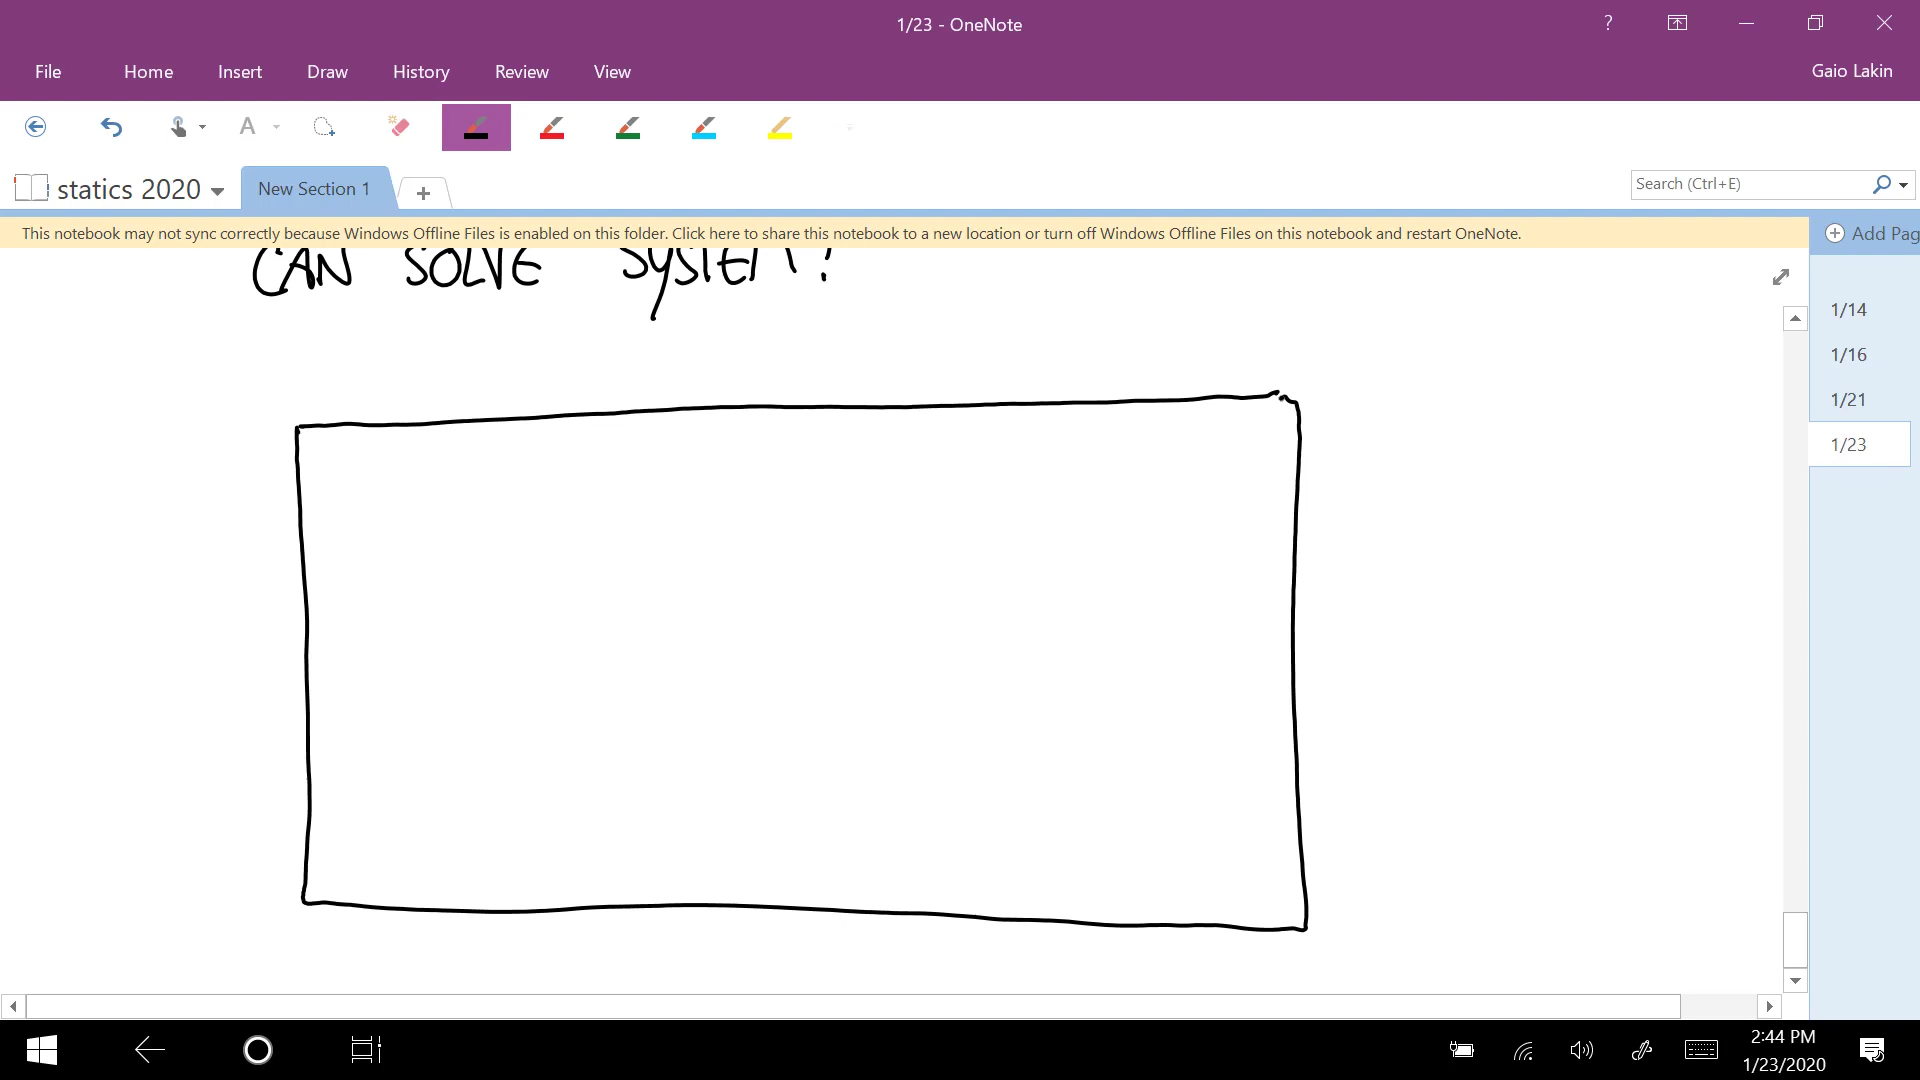 1/23 - OneNote
?
File Home Insert Draw History Review View
Gaio Lakin
A
statics 2020
New Section 1
+
Search (Ctrl+E)
This notebook may not sync correctly because Windows Offline Files is enabled on this folder. Click here to share this notebook to a new location or turn off Windows Offline Files on this notebook and restart OneNote.
Add Pag
CAN SOLVE SYSTEM!
1/14
1/16
1/21
1/23
2:44 PM
1/23/2020